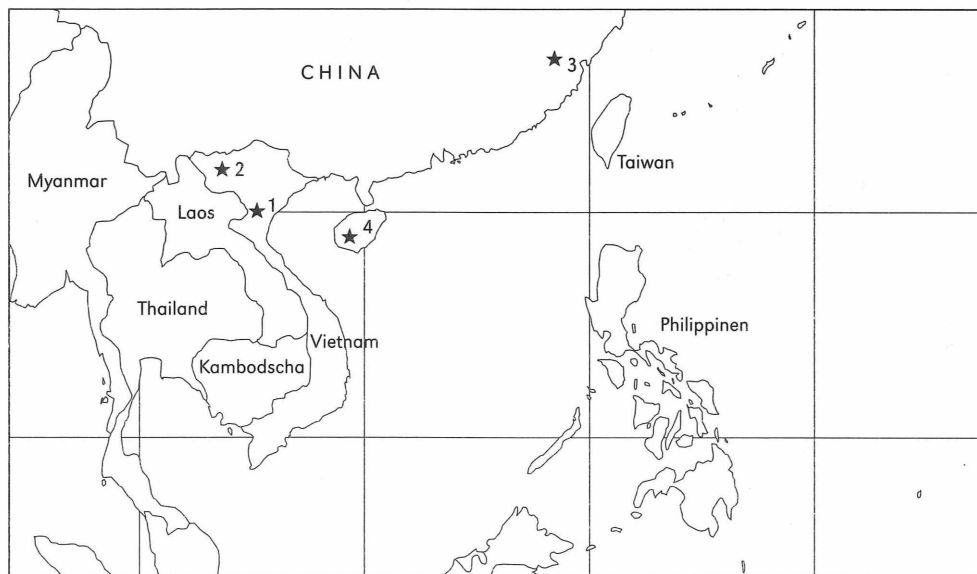 CHINA
3
2
Taiwan
Myanmar
Laos
1
4
Thailand
Philippinen
Vietnam
Kambodscha